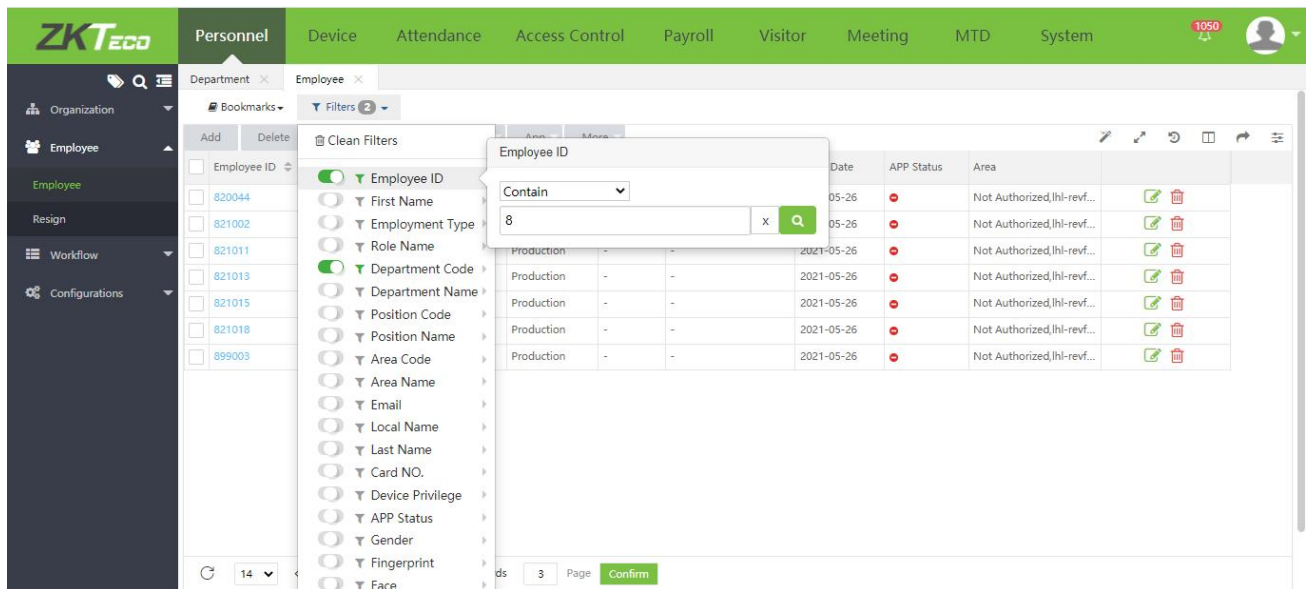 ZKTeco Personnel Device Attendance Access Control Payroll Visitor Meeting MTD System 1050
Department × Employee ×
Organization
Bookmarks Filters 2
Add Delete Clean Filters App More
Employee
Employee ID
Employee ID Date APP Status Area
Employee ID
Employee
Contain
820044 First Name 05-26 Not Authorized,lhl-revf...
Resign
8 x
821002 Employment Type 05-26 Not Authorized,lhl-revf...
Workflow
821011 Role Name Production - - 2021-05-26 Not Authorized,lhl-revf...
821013 Department Code Production - - 2021-05-26 Not Authorized,lhl-revf...
Configurations
821015 Department Name Production - - 2021-05-26 Not Authorized,lhl-revf...
Position Code
821018 Position Name Production - - 2021-05-26 Not Authorized,lhl-revf...
899003 Area Code Production - - 2021-05-26 Not Authorized,lhl-revf...
Area Name
Email
Local Name
Last Name
Card NO.
Device Privilege
APP Status
Gender
Fingerprint
14 ds 3 Page Confirm
Face